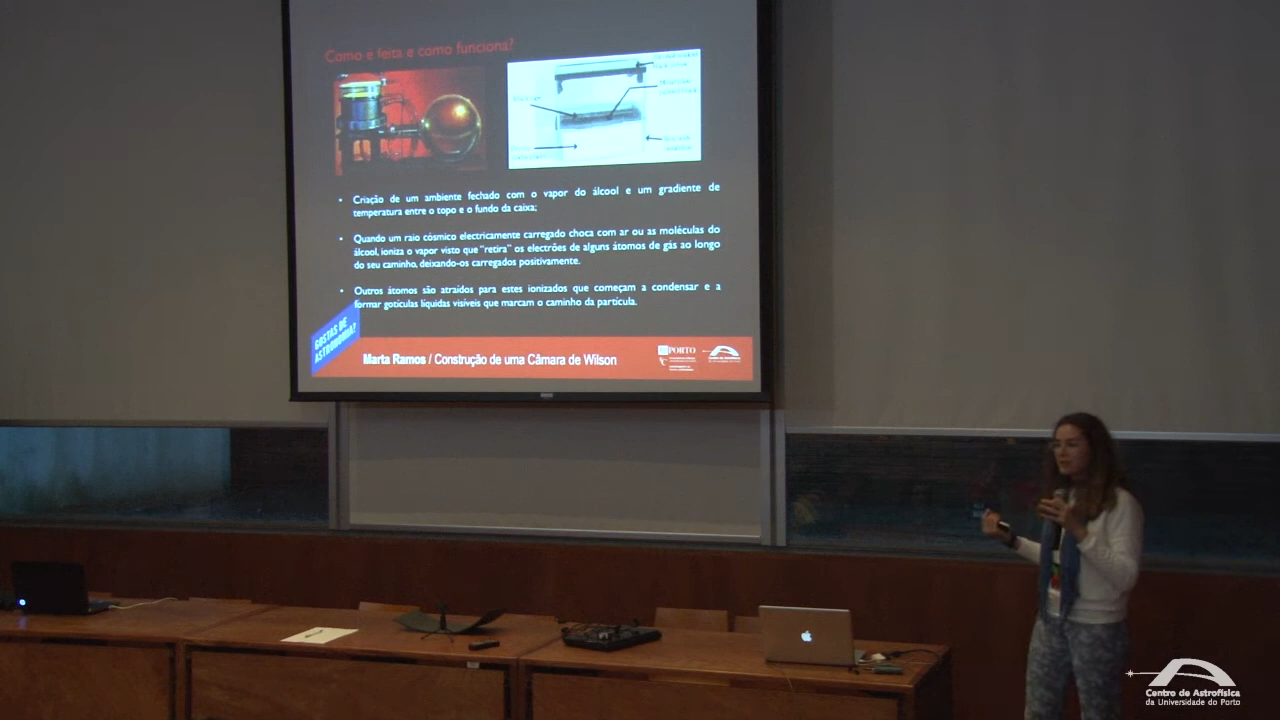 Como é feita e como funciona?
• Criação de um ambiente fechado com o vapor do álcool e um gradiente de
temperatura entre o topo e o fundo da caixa;
• Quando um raio cósmico electricamente carregado choca com ar ou as moléculas do
álcool, ioniza o vapor visto que "retira" os electrões de alguns átomos de gás ao longo
do seu caminho, deixando-os carregados positivamente.
• Outros átomos são atraídos para estes ionizados que começam a condensar e a
formar gotículas líquidas visíveis que marcam o caminho da partícula.
GOSTAS DE
ASTRONOMIA?
Marta Ramos / Construção de uma Câmara de Wilson
PORTO
Centro de Astrofísica
da Universidade do Porto